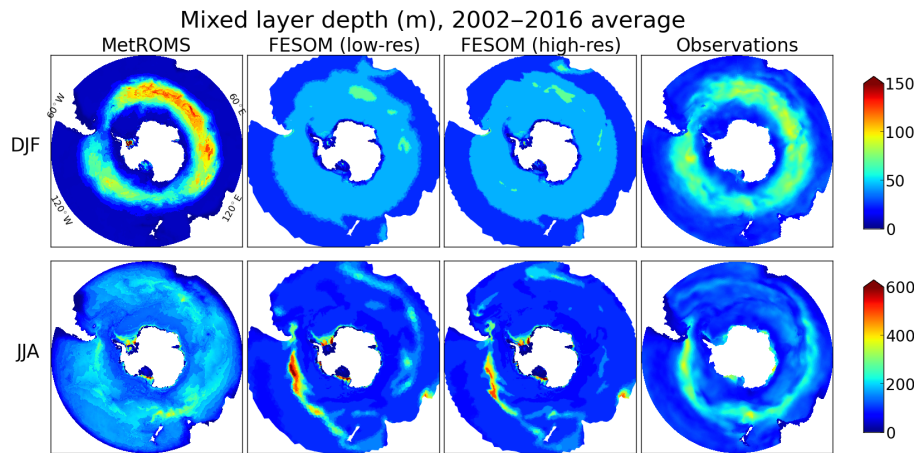 Mixed layer depth (m), 2002–2016 average
MetROMS
FESOM (low-res)
FESOM (high-res)
Observations
DJF
60°W
60°E
120°W
120°E
150
100
50
0
JJA
600
400
200
0